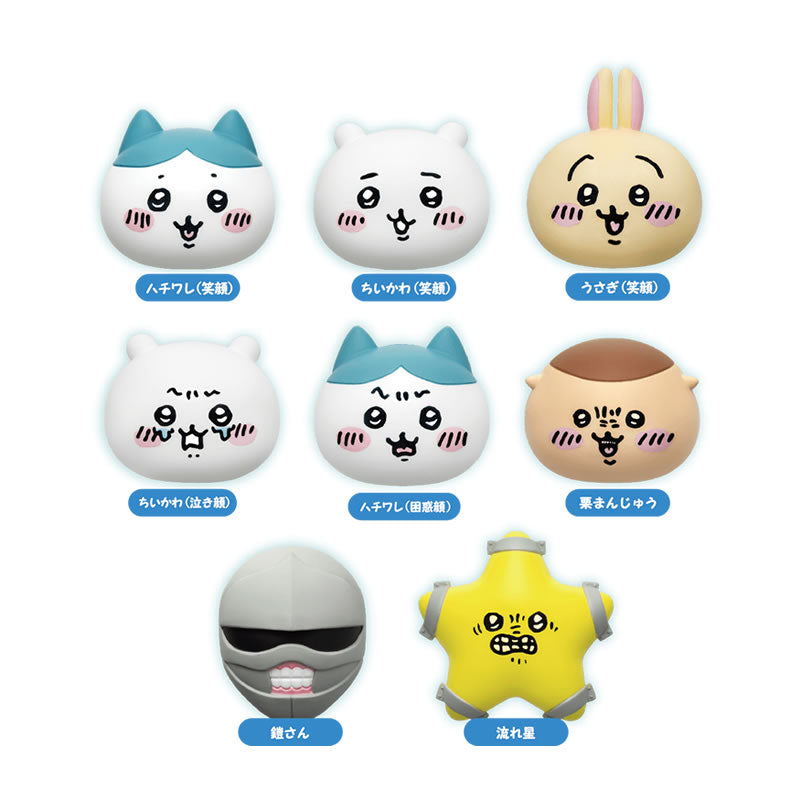 ハチワレ(笑顔)
ちいかわ(笑顔)
うさぎ(笑顔)
ちいかわ(泣き顔)
ハチワレ(困惑顔)
栗まんじゅう
鎧さん
流れ星